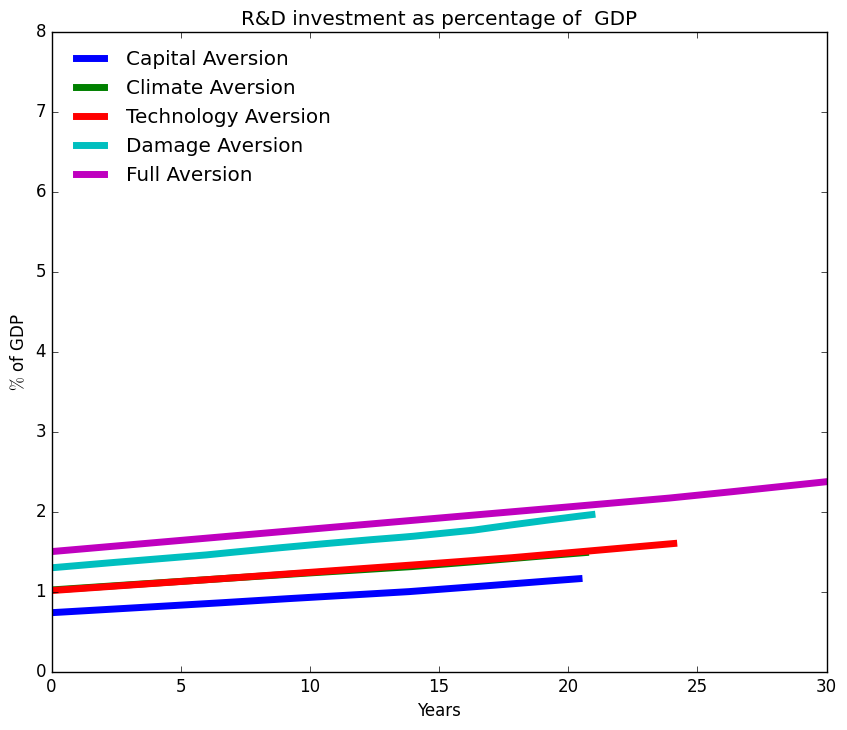 R&D investment as percentage of  GDP
Capital Aversion
Climate Aversion
Technology Aversion
Damage Aversion
Full Aversion
% of GDP
8
7
6
5
4
3
2
1
0
0 5 10 15 20 25 30
Years